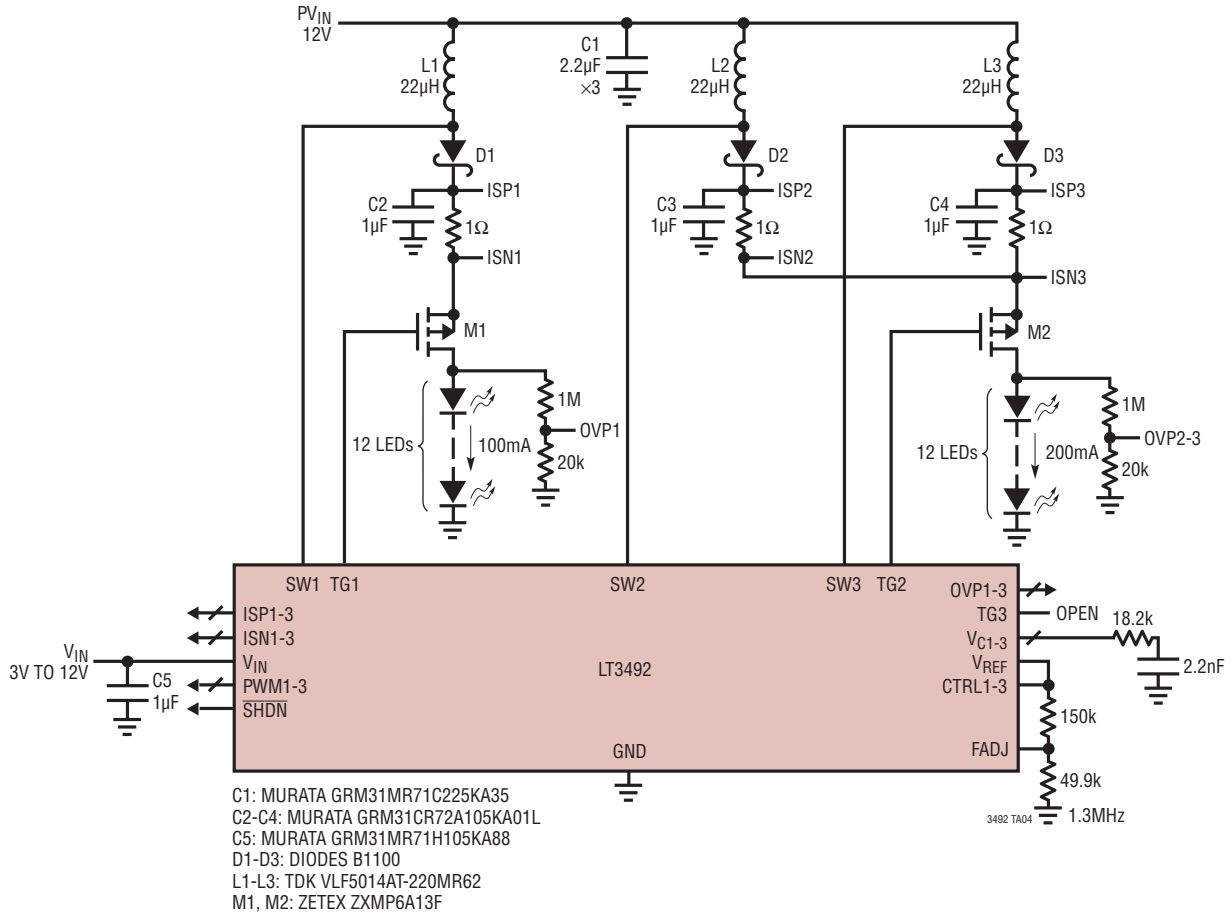 PVIN
12V
L1
22µH
C1
2.2µF
×3
L2
22µH
L3
22µH
D1
D2
D3
ISP1
ISP2
ISP3
C2
1µF
1Ω
C3
1µF
1Ω
C4
1µF
1Ω
ISN1
ISN2
ISN3
M1
M2
12 LEDs
100mA
1M
OVP1
20k
12 LEDs
200mA
1M
OVP2-3
20k
SW1 TG1
SW2
SW3 TG2
ISP1-3
ISN1-3
VIN
3V TO 12V
VIN
C5
1µF
PWM1-3
SHDN
LT3492
GND
OVP1-3
TG3
OPEN
VC1-3
18.2k
2.2nF
VREF
CTRL1-3
150k
FADJ
49.9k
1.3MHz
3492 TA04
C1: MURATA GRM31MR71C225KA35
C2-C4: MURATA GRM31CR72A105KA01L
C5: MURATA GRM31MR71H105KA88
D1-D3: DIODES B1100
L1-L3: TDK VLF5014AT-220MR62
M1, M2: ZETEX ZXMP6A13F